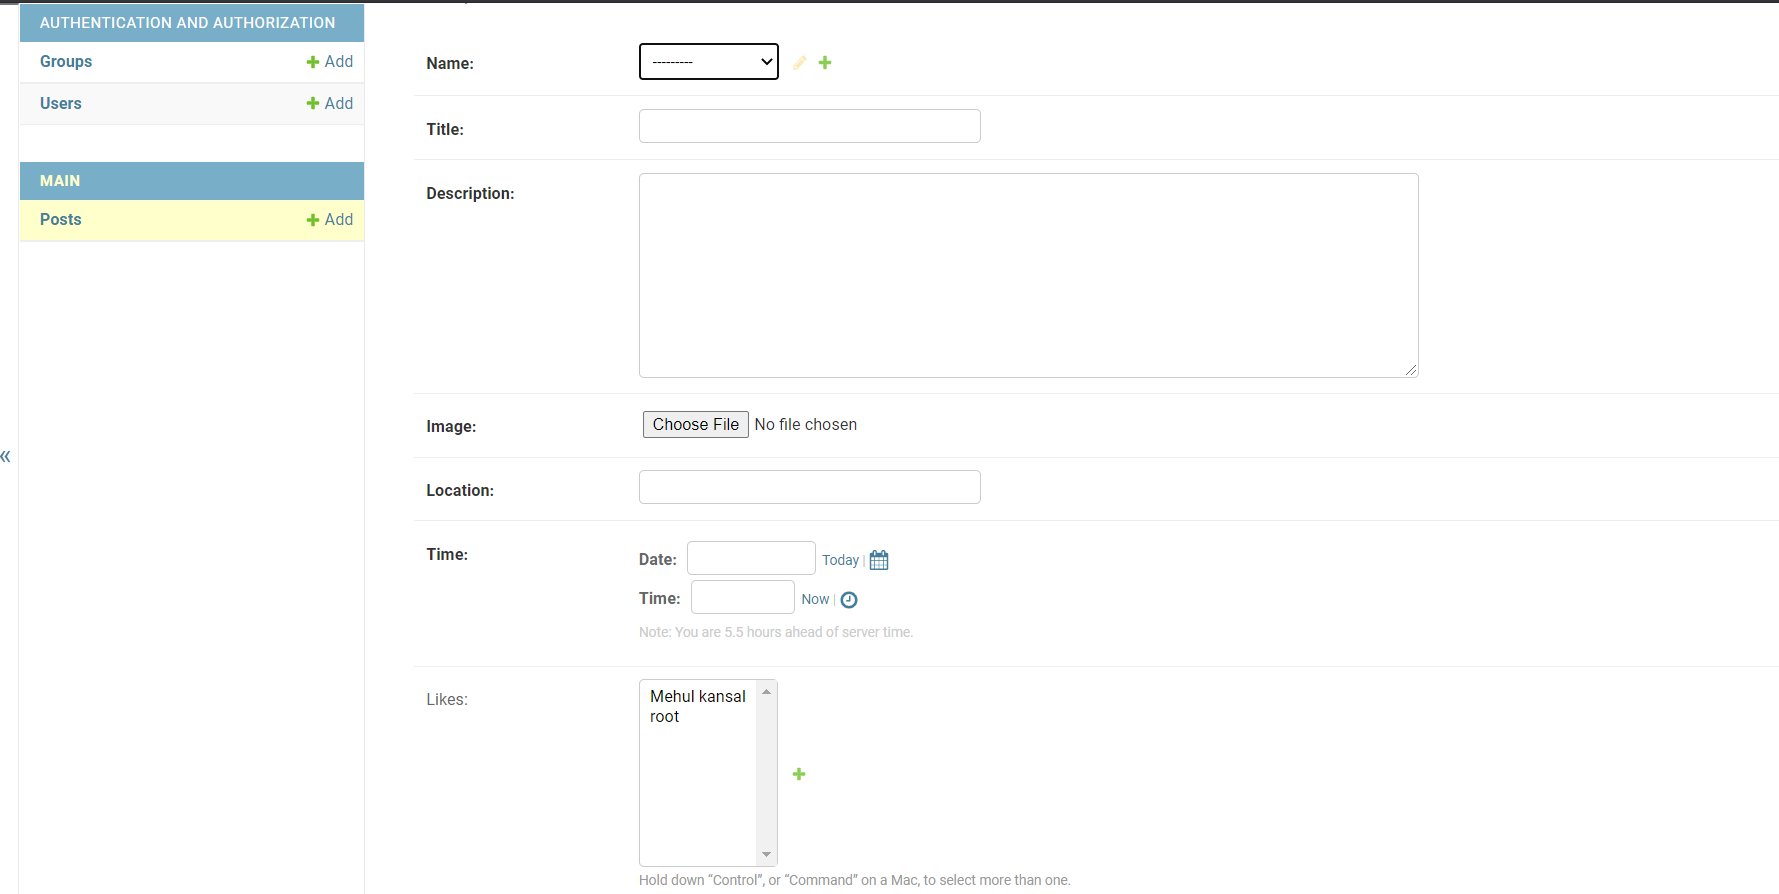 AUTHENTICATION AND AUTHORIZATION
Groups
Add
Users
Add
MAIN
Posts
Add
«
Name:
---------
Title:
Description:
Image:
Choose File No file chosen
Location:
Time:
Date:
Today |
Time:
Now |
Note: You are 5.5 hours ahead of server time.
Likes:
Mehul kansal
root
Hold down “Control”, or “Command” on a Mac, to select more than one.